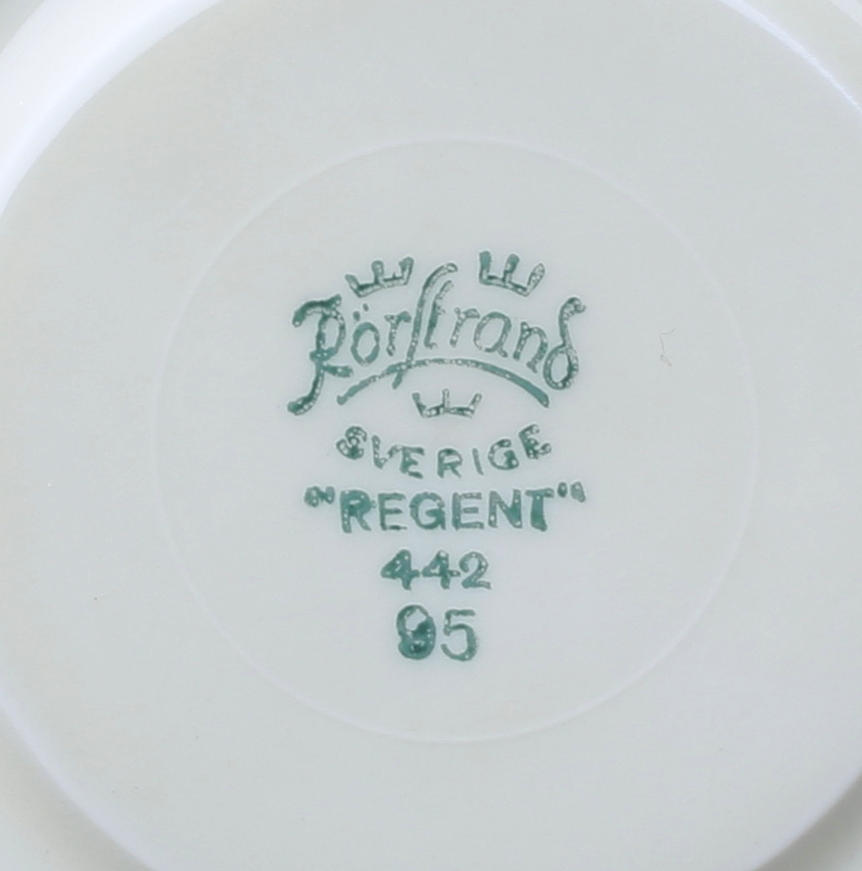 Rörstrand
SVERIGE
"REGENT"
442
95